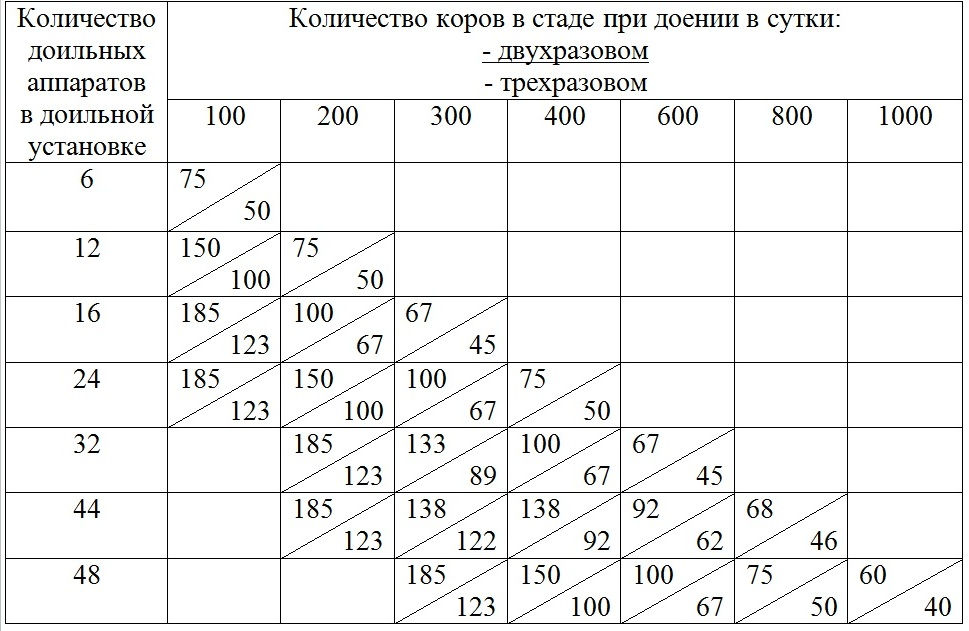 Количество
доильных
аппаратов
в доильной
установке
Количество коров в стаде при доении в сутки:
- двухразовом
- трехразовом
100 200 300 400 600 800 1000
6 75 50
12 150 100 75 50
16 185 123 100 67 67 45
24 185 123 150 100 100 67 75 50
32 185 123 133 89 100 67 67 45
44 185 123 138 122 138 92 92 62 68 46
48 185 123 150 100 100 67 75 50 60 40